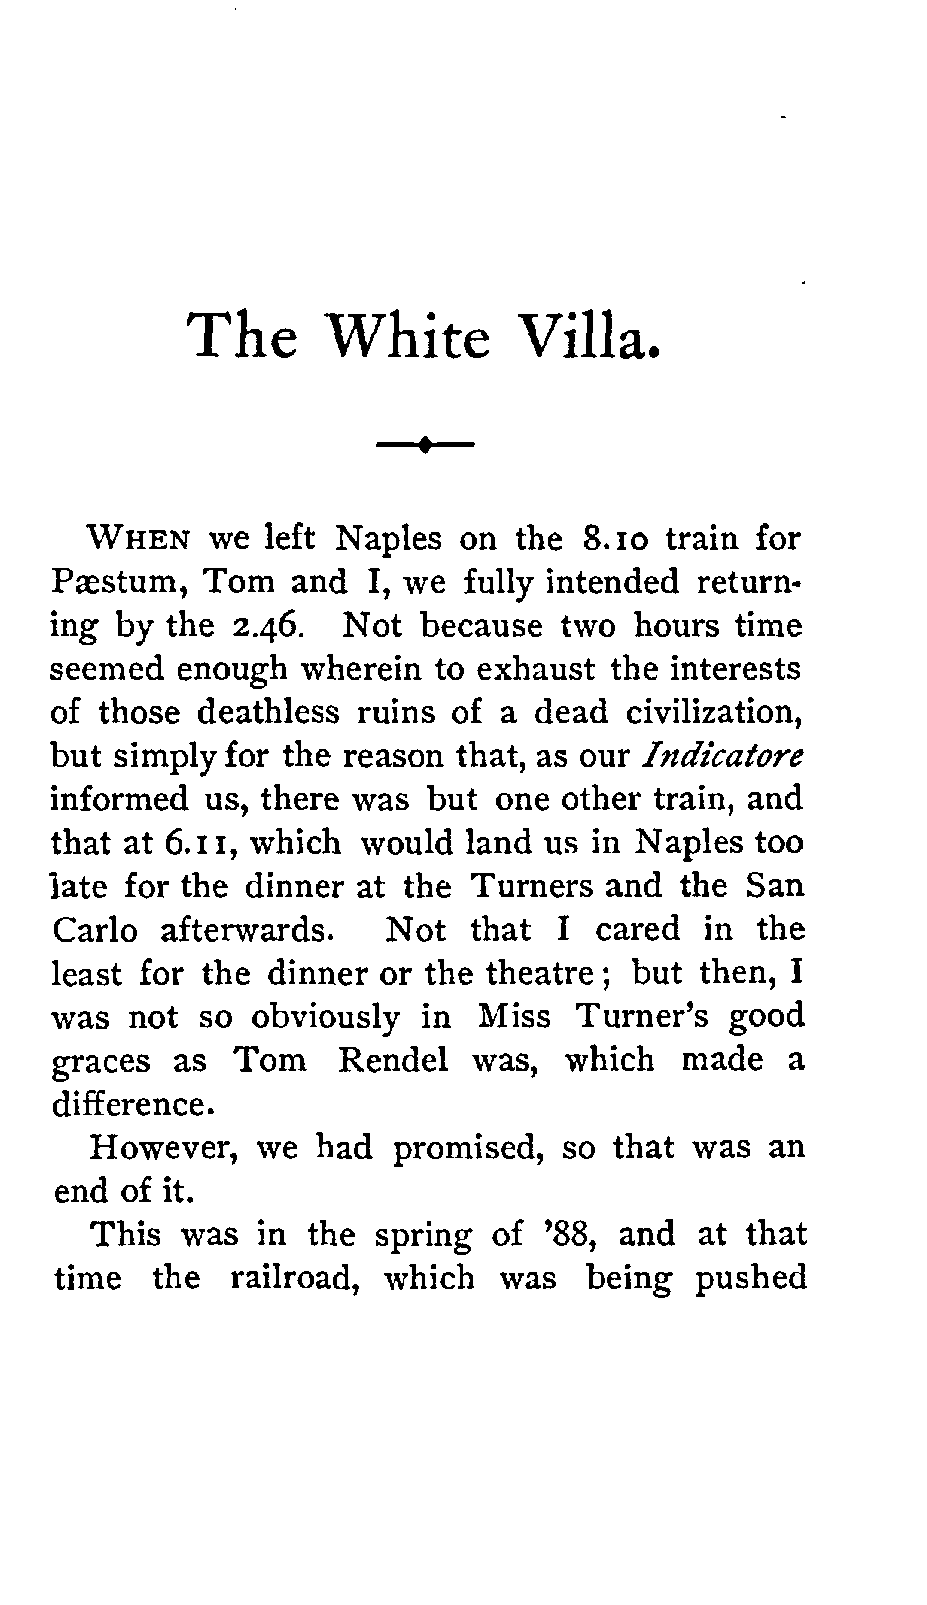 The White Villa.
WHEN we left Naples on the 8.10 train for
Pæstum, Tom and I, we fully intended return-
ing by the 2.46. Not because two hours time
seemed enough wherein to exhaust the interests
of those deathless ruins of a dead civilization,
but simply for the reason that, as our Indicatore
informed us, there was but one other train, and
that at 6.11, which would land us in Naples too
late for the dinner at the Turners and the San
Carlo afterwards. Not that I cared in the
least for the dinner or the theatre; but then, I
was not so obviously in Miss Turner's good
graces as Tom Rendel was, which made a
difference.
However, we had promised, so that was an
end of it.
This was in the spring of '88, and at that
time the railroad, which was being pushed